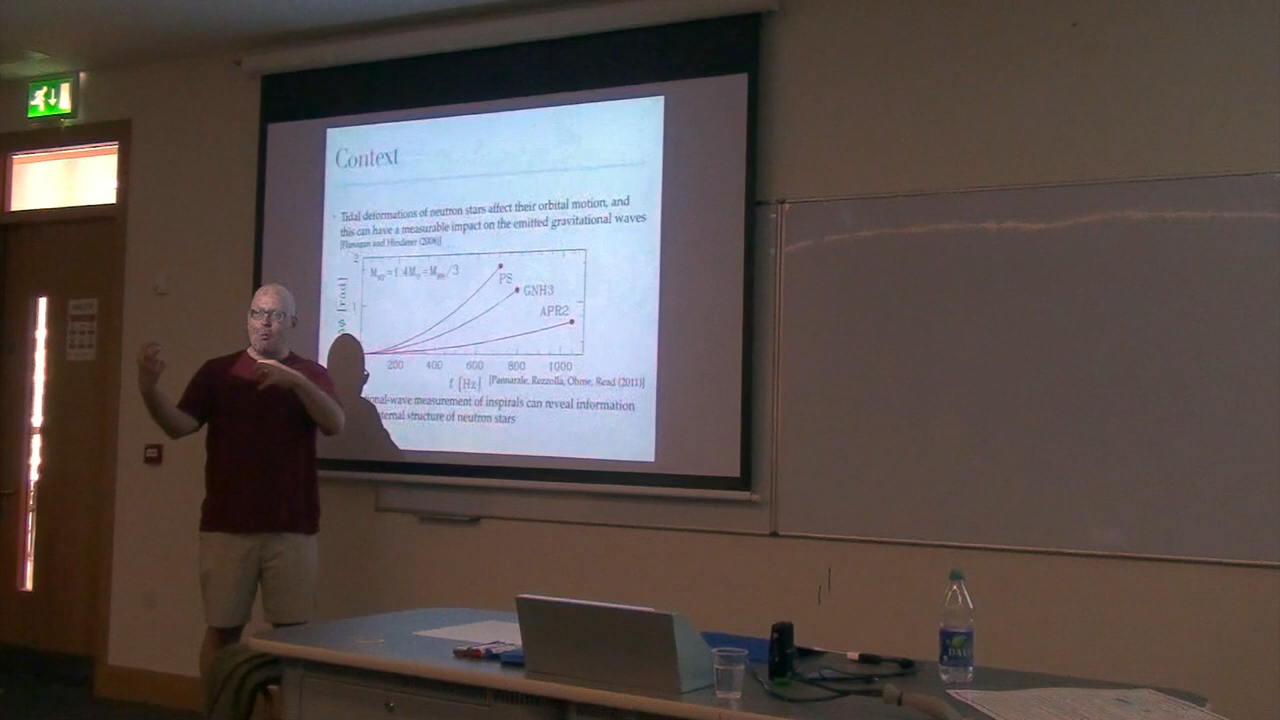 Context
Tidal deformations of neutron stars affect their orbital motion, and
this can have a measurable impact on the emitted gravitational waves
[Flanagan and Hinderer (2008)]
2
PS
GNH3
1
[rad]
APR2
200 400 600 800 1000
f [Hz] [Pannarale, Rezzolla, Ohme, Read (2011)]
measurement of inspirals can reveal information
structure of neutron stars